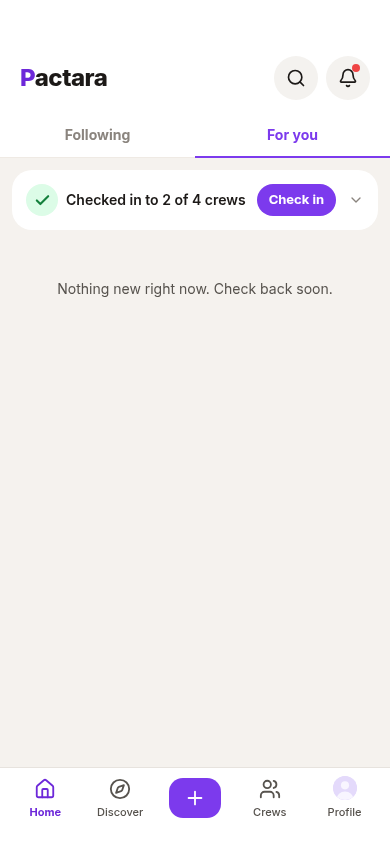 Pactara
Following
For you
Checked in to 2 of 4 crews
Check in
Nothing new right now. Check back soon.
Home
Discover
Crews
Profile